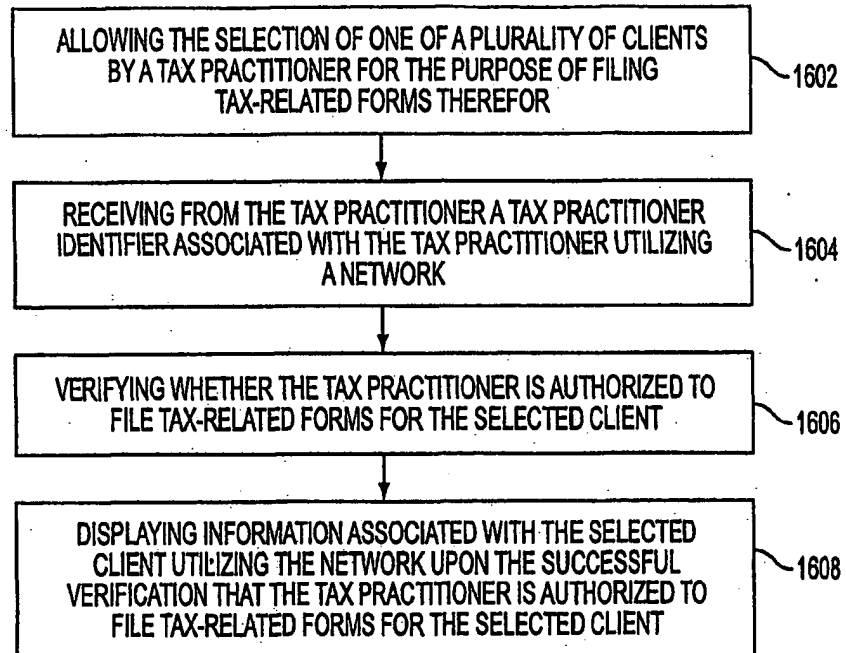 ALLOWING THE SELECTION OF ONE OF A PLURALITY OF CLIENTS
BY A TAX PRACTITIONER FOR THE PURPOSE OF FILING
TAX-RELATED FORMS THEREFOR
1602
RECEIVING FROM THE TAX PRACTITIONER A TAX PRACTITIONER
IDENTIFIER ASSOCIATED WITH THE TAX PRACTITIONER UTILIZING
A NETWORK
1604
VERIFYING WHETHER THE TAX PRACTITIONER IS AUTHORIZED TO
FILE TAX-RELATED FORMS FOR THE SELECTED CLIENT
1606
DISPLAYING INFORMATION ASSOCIATED WITH THE SELECTED
CLIENT UTILIZING THE NETWORK UPON THE SUCCESSFUL
VERIFICATION THAT THE TAX PRACTITIONER IS AUTHORIZED TO
FILE TAX-RELATED FORMS FOR THE SELECTED CLIENT
1608